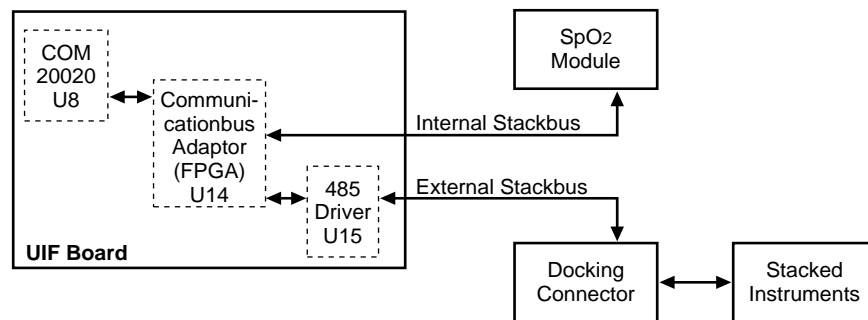 COM
20020
U8
Communi-
cationbus
Adaptor
(FPGA)
U14
485
Driver
U15
UIF Board
Internal Stackbus
External Stackbus
SpO2
Module
Docking
Connector
Stacked
Instruments